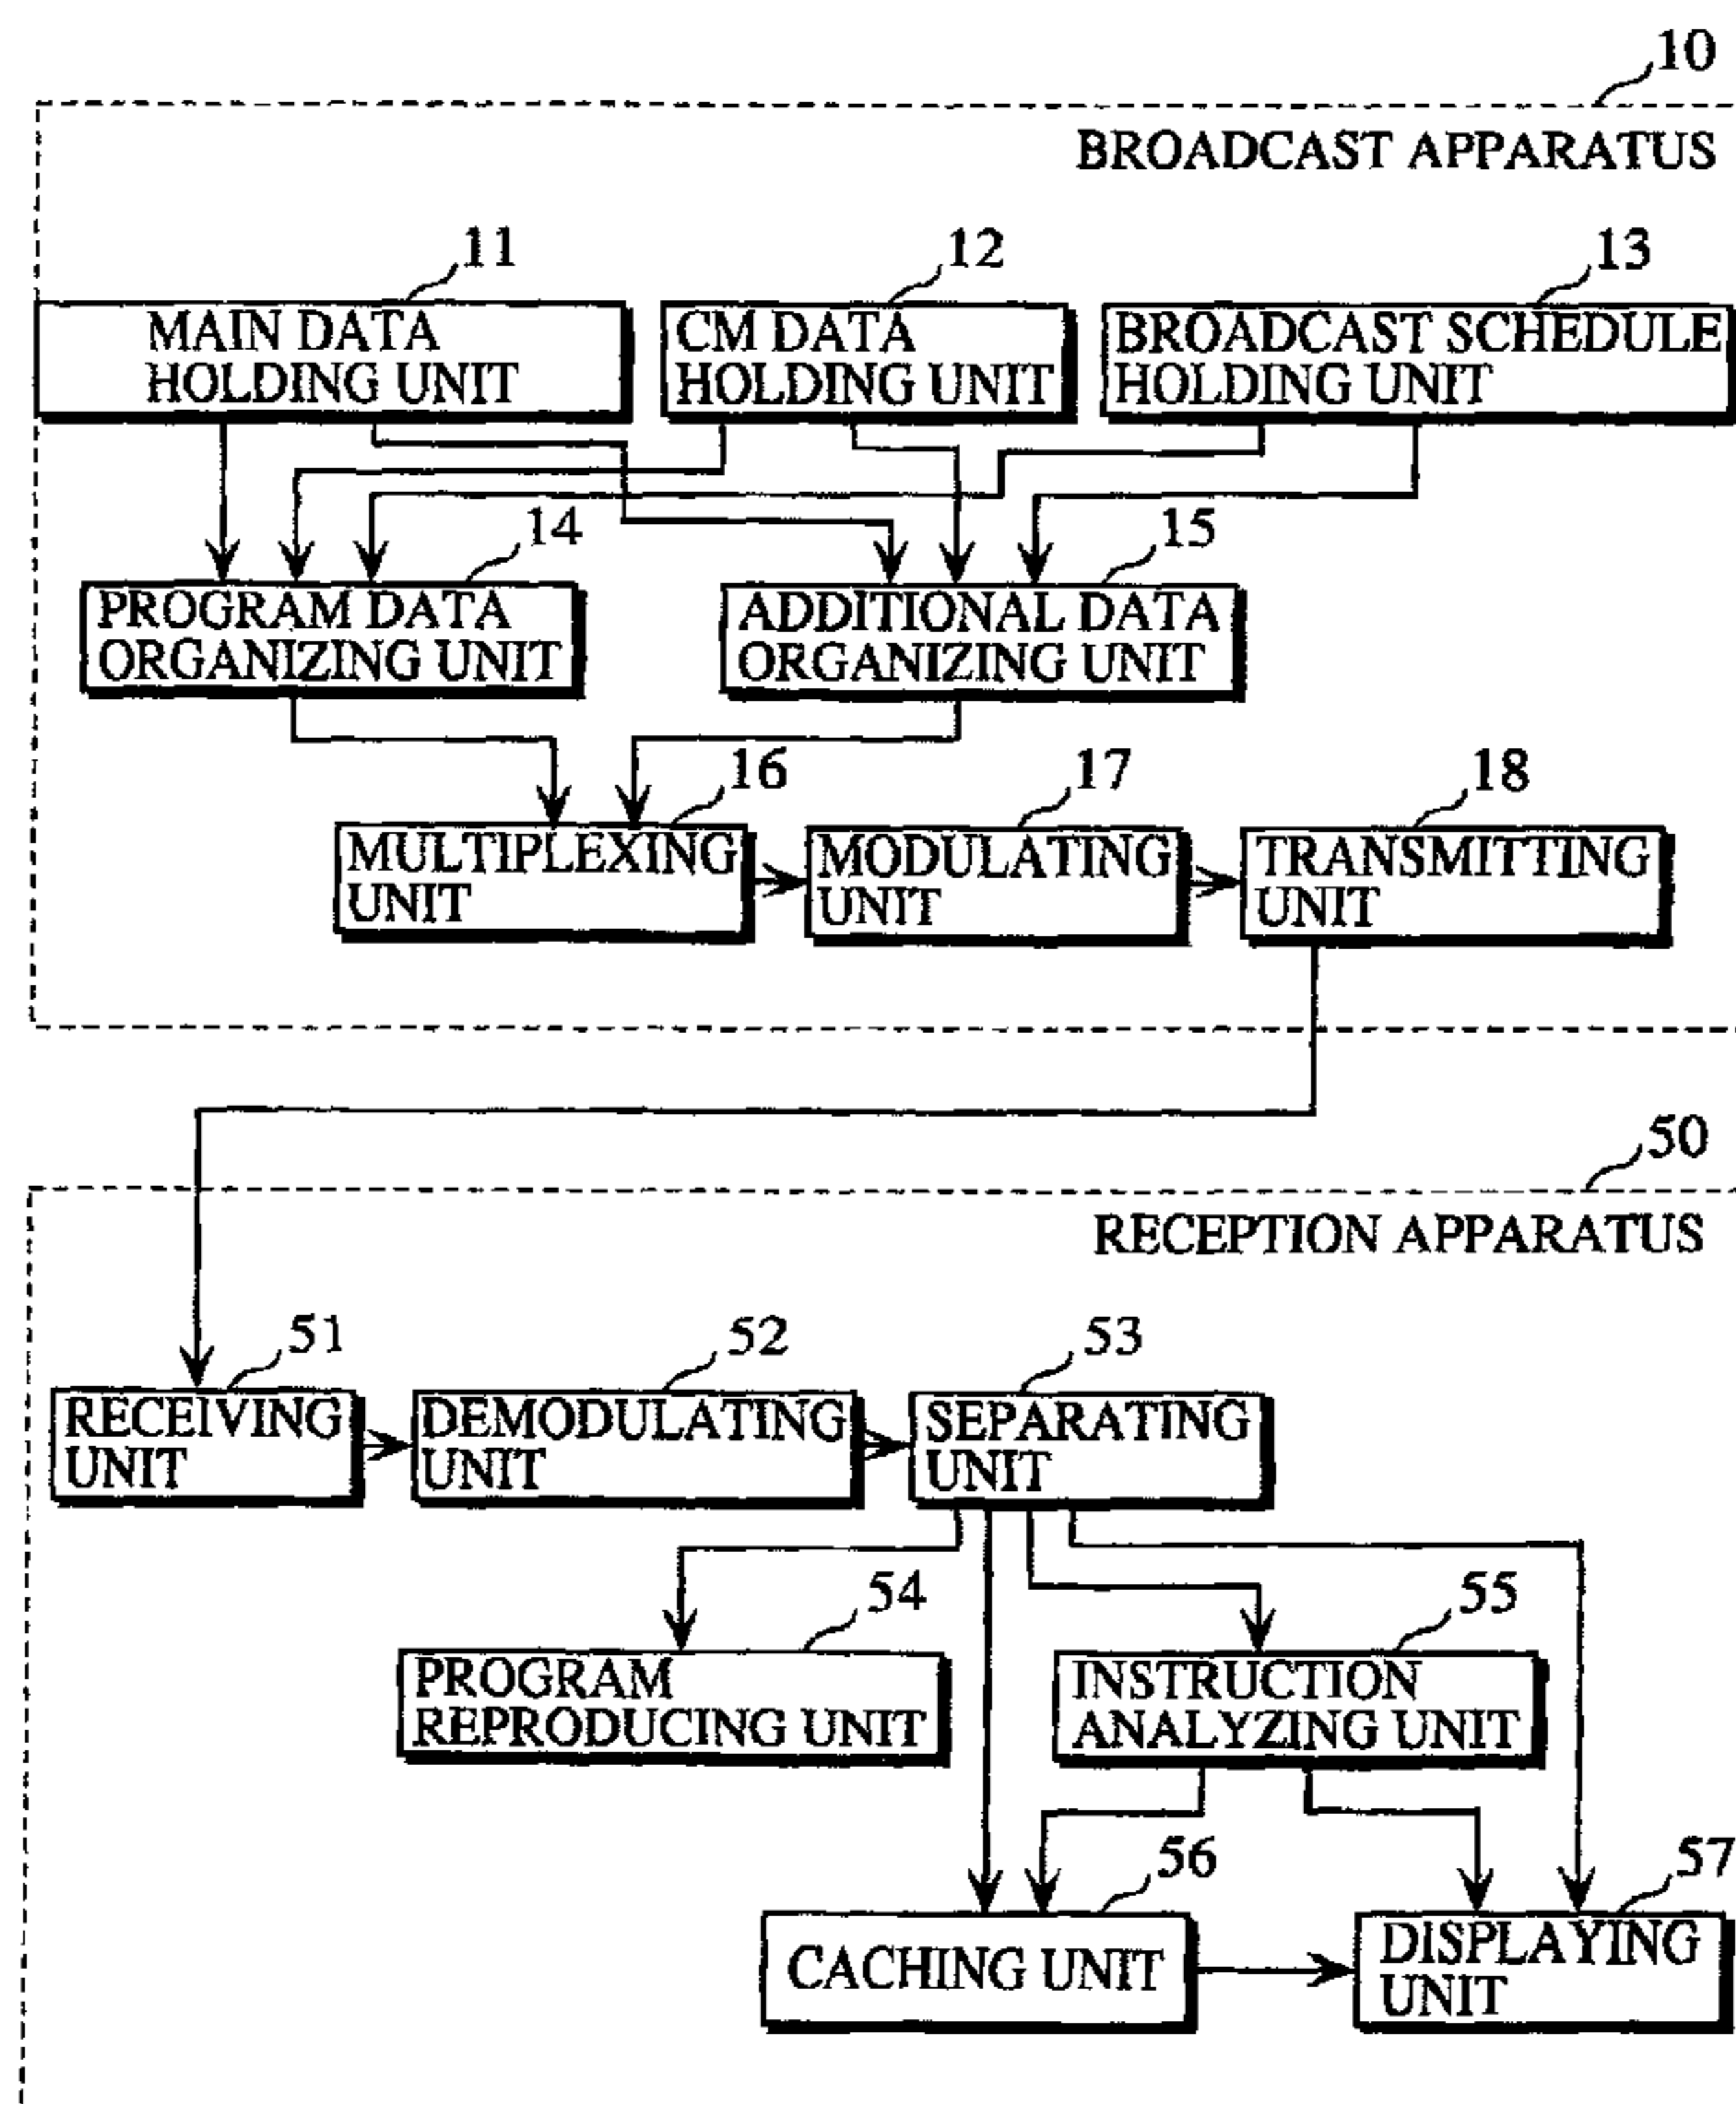 10
BROADCAST APPARATUS
11
12
13
MAIN DATA
HOLDING UNIT
CM DATA
HOLDING UNIT
BROADCAST SCHEDULE
HOLDING UNIT
14
15
PROGRAM DATA
ORGANIZING UNIT
ADDITIONAL DATA
ORGANIZING UNIT
16
17
18
MULTIPLEXING
UNIT
MODULATING
UNIT
TRANSMITTING
UNIT
50
RECEPTION APPARATUS
51
52
53
RECEIVING
UNIT
DEMODULATING
UNIT
SEPARATING
UNIT
54
55
PROGRAM
REPRODUCING UNIT
INSTRUCTION
ANALYZING UNIT
56
57
CACHING UNIT
DISPLAYING
UNIT